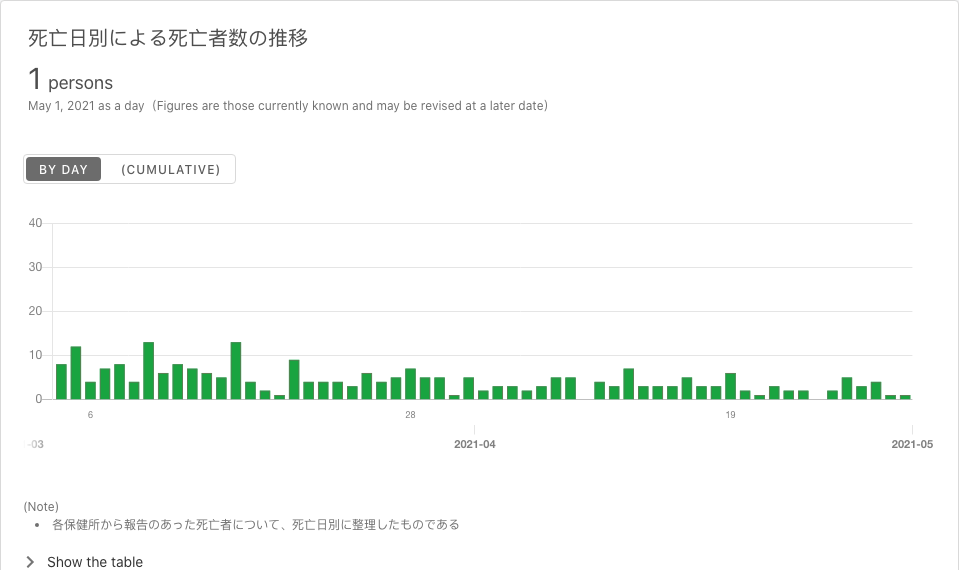 死亡日別による死亡者数の推移
1 persons
May 1, 2021 as a day（Figures are those currently known and may be revised at a later date）
BY DAY (CUMULATIVE)
40
30
20
10
0
6 28 19
-03 2021-04 2021-05
(Note)
• 各保健所から報告のあった死亡者について、死亡日別に整理したものである
Show the table